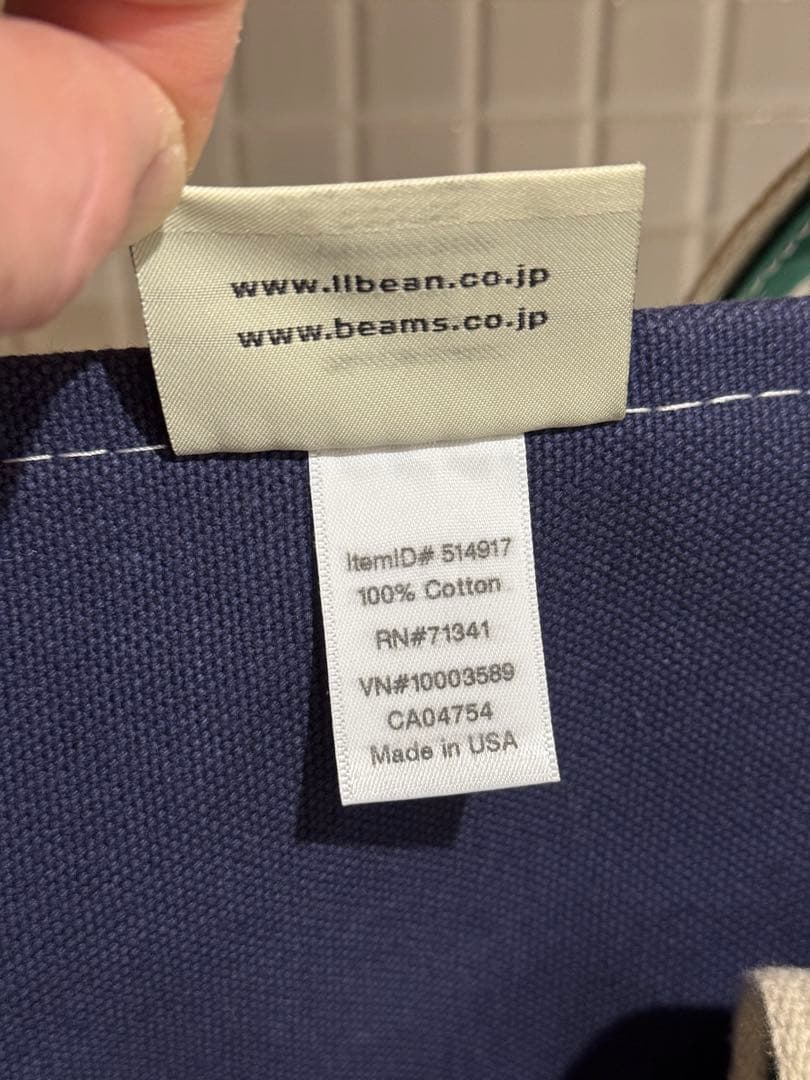 www.llbean.co.jp
www.beams.co.jp
ItemID# 514917
100% Cotton
RN#71341
VN#10003589
CA04754
Made in USA